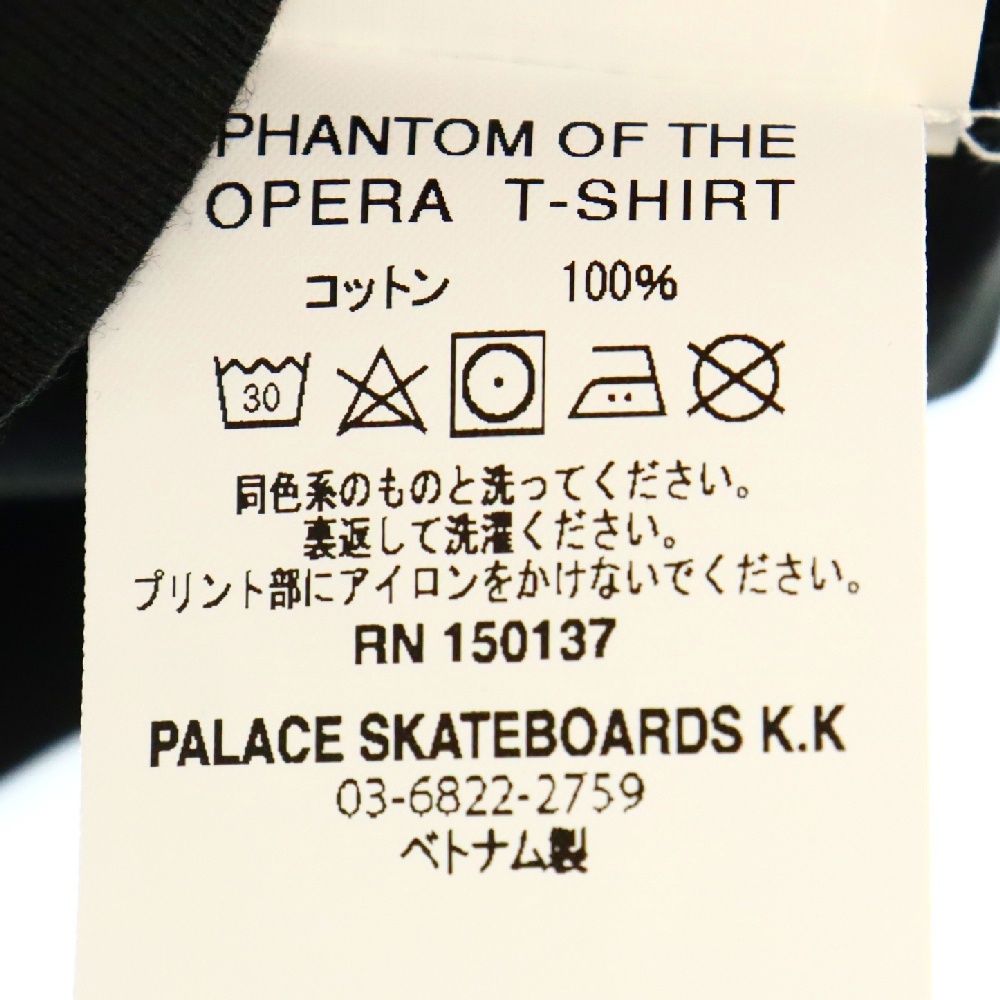 PHANTOM OF THE
OPERA T-SHIRT
コットン 100%
30
同色系のものと洗ってください。
裏返して洗濯ください。
プリント部にアイロンをかけないでください。
RN 150137
PALACE SKATEBOARDS K.K
03-6822-2759
ベトナム製